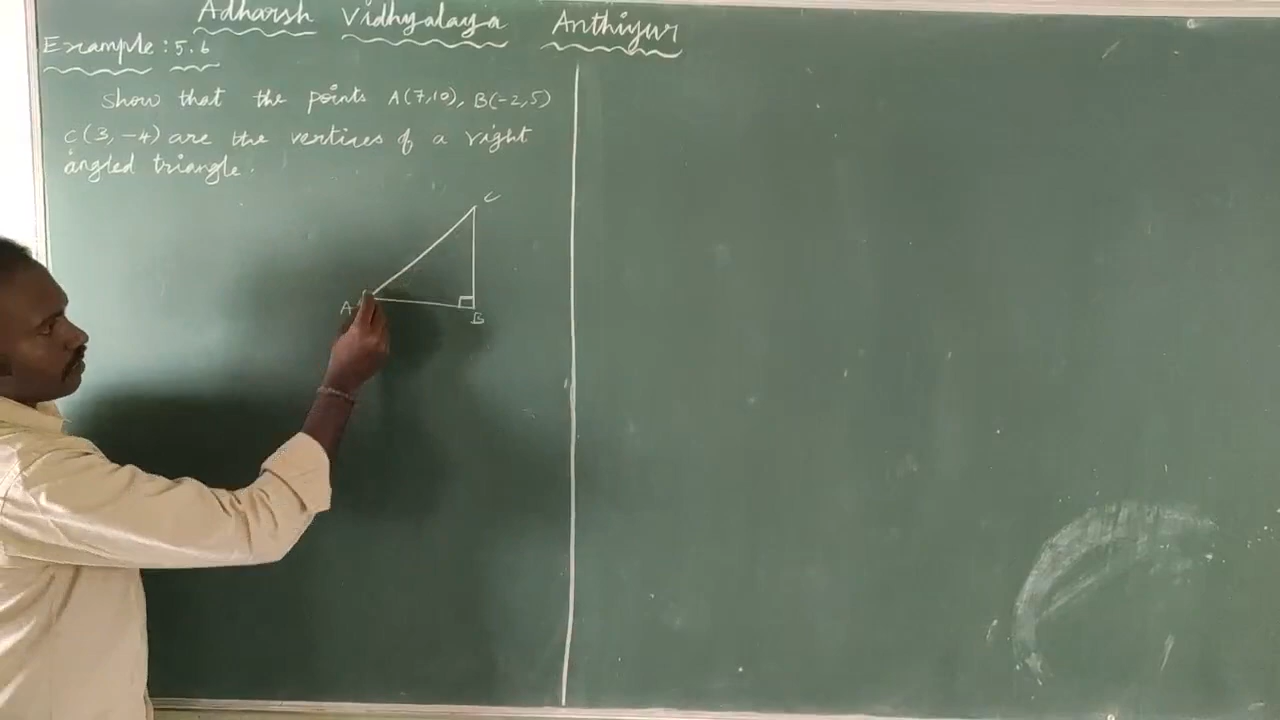 Adharsh Vidhyalaya Anthiyur
Example : 5.6
Show that the points A(7,10), B(-2,5)
C(3,-4) are the vertices of a right
angled triangle.
C
A
B